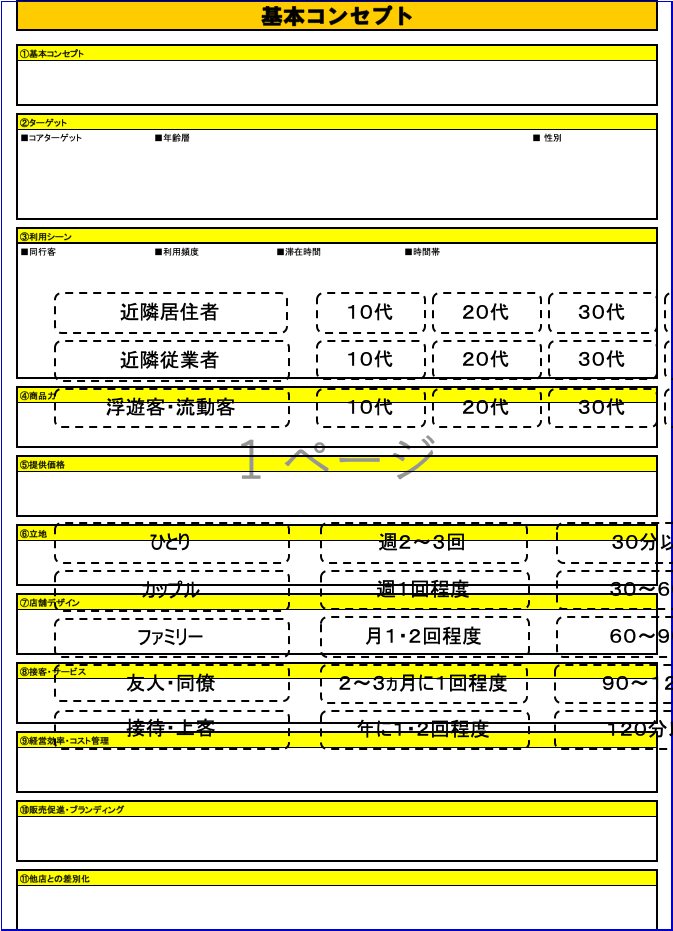 基本コンセプト
①基本コンセプト
②ターゲット
■コアターゲット ■年齢層 ■ 性別
③利用シーン
■同行客 ■利用頻度 ■滞在時間 ■時間帯
近隣居住者 10代 20代 30代
近隣従業者 10代 20代 30代
④商品力
浮遊客・流動客 10代 20代 30代
1 ページ
⑤提供価格
⑥立地
ひとり 週2～3回 30分以
カップル 週1回程度 30～6
⑦店舗デザイン
ファミリー 月1・2回程度 60～9
⑧接客・サービス
友人・同僚 2～3ヵ月に1回程度 90～12
接待・上客 年に1・2回程度 120分
⑨経営効率・コスト管理
⑩販売促進・ブランディング
⑪他店との差別化